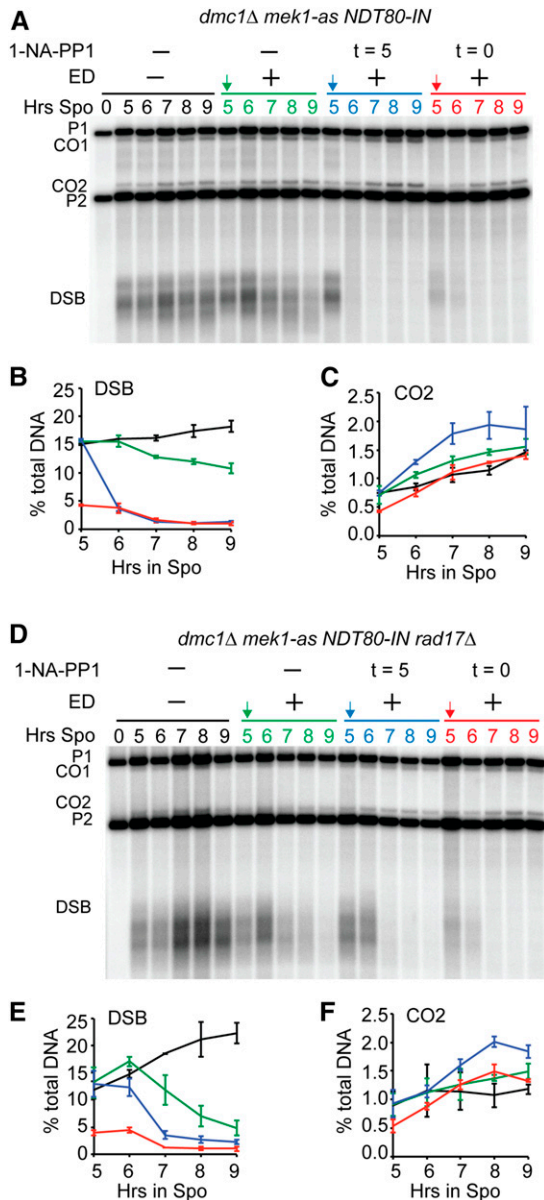 A
dmc1Δ mek1-as NDT80-IN
1-NA-PP1 – – t = 5 t = 0
ED – + + +
Hrs Spo 0 5 6 7 8 9 5 6 7 8 9 5 6 7 8 9 5 6 7 8 9
P1
CO1
CO2
P2
DSB
B
DSB
% total DNA
25
20
15
10
5
0
5 6 7 8 9
Hrs in Spo
C
CO2
% total DNA
2.5
2.0
1.5
1.0
0.5
0
5 6 7 8 9
Hrs in Spo
D
dmc1Δ mek1-as NDT80-IN rad17Δ
1-NA-PP1 – – t = 5 t = 0
ED – + + +
Hrs Spo 0 5 6 7 8 9 5 6 7 8 9 5 6 7 8 9 5 6 7 8 9
P1
CO1
CO2
P2
DSB
E
DSB
% total DNA
25
20
15
10
5
0
5 6 7 8 9
Hrs in Spo
F
CO2
% total DNA
2.5
2.0
1.5
1.0
0.5
0
5 6 7 8 9
Hrs in Spo